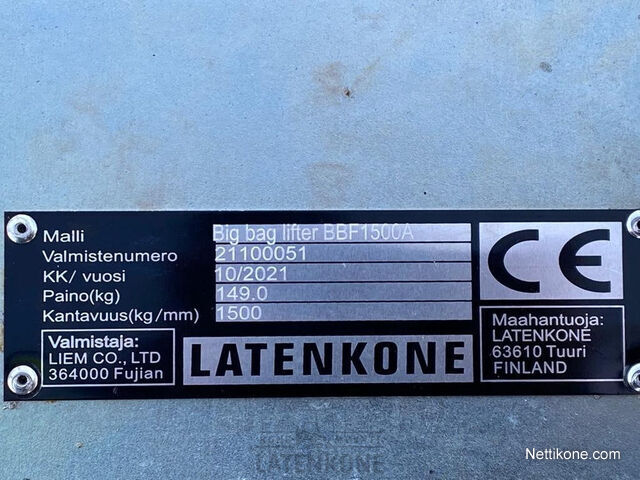 Malli Big bag lifter BBF1500A
Valmistenumero 21100051
KK/ vuosi 10/2021
Paino(kg) 149.0
Kantavuus(kg/mm) 1500
CE
Valmistaja:
LIEM CO., LTD
364000 Fujian
LATENKONE
Maahantuoja:
LATENKONE
63610 Tuuri
FINLAND
LATENKONE
Nettikone.com